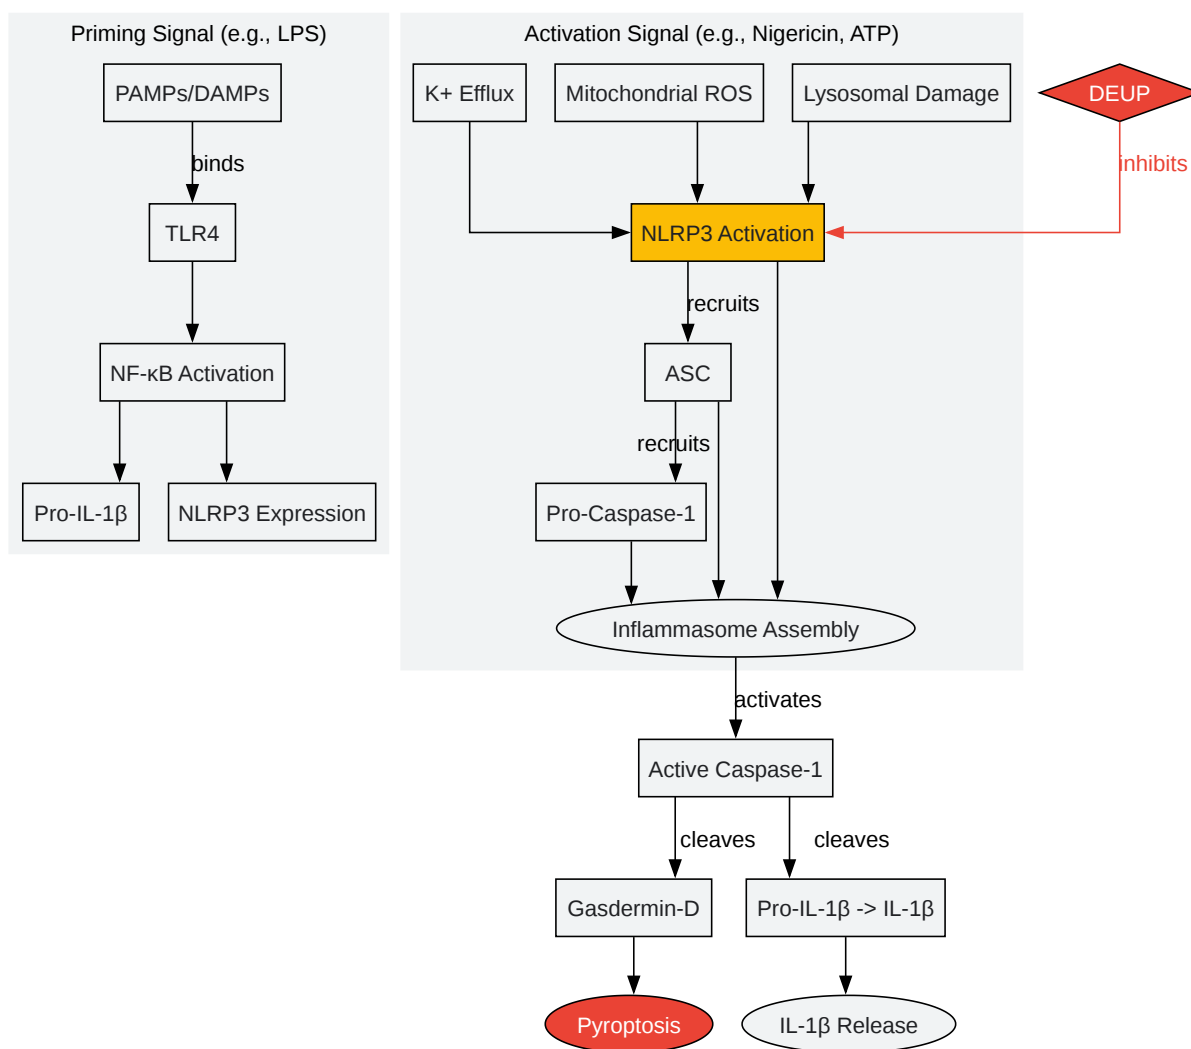 Priming Signal (e.g., LPS)
PAMPs/DAMPs
binds
TLR4
NF-κB Activation
Pro-IL-1β
NLRP3 Expression
Activation Signal (e.g., Nigericin, ATP)
K+ Efflux
Mitochondrial ROS
Lysosomal Damage
DEUP
inhibits
NLRP3 Activation
recruits
ASC
recruits
Pro-Caspase-1
Inflammasome Assembly
activates
Active Caspase-1
cleaves
cleaves
Gasdermin-D
Pro-IL-1β -> IL-1β
Pyroptosis
IL-1β Release